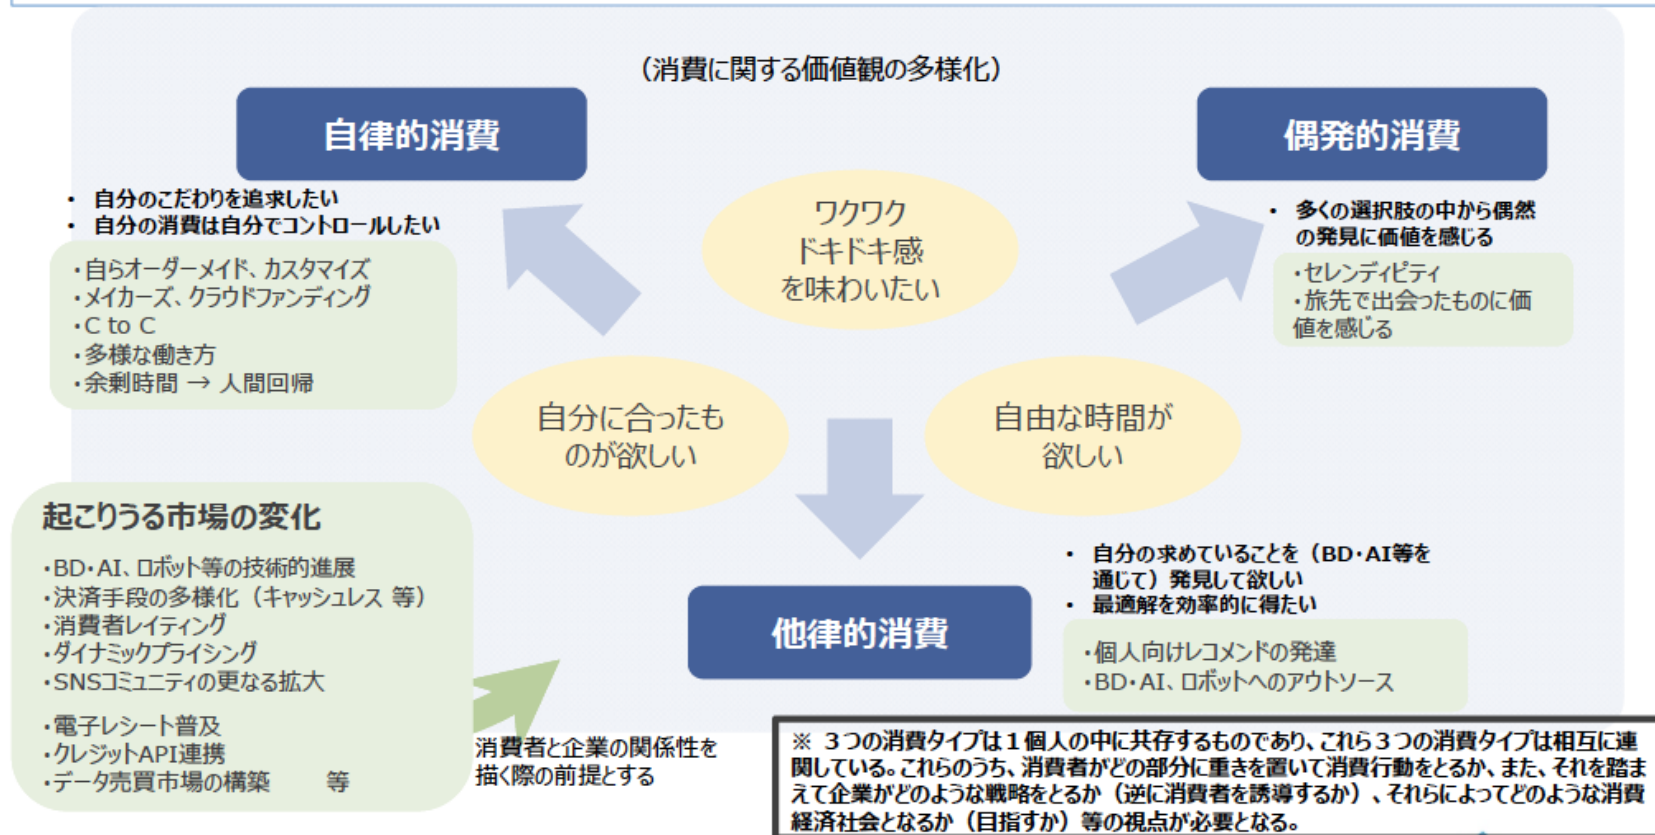 （消費に関する価値観の多様化）
自律的消費
・ 自分のこだわりを追求したい
・ 自分の消費は自分でコントロールしたい
・自らオーダーメイド、カスタマイズ
・メイカーズ、クラウドファンディング
・C to C
・多様な働き方
・余剰時間 → 人間回帰
偶発的消費
・ 多くの選択肢の中から偶然
の発見に価値を感じる
・セレンディピティ
・旅先で出会ったものに価
値を感じる
ワクワク
ドキドキ感
を味わいたい
自分に合ったも
のが欲しい
自由な時間が
欲しい
起こりうる市場の変化
・BD・AI、ロボット等の技術的進展
・決済手段の多様化（キャッシュレス 等）
・消費者レイティング
・ダイナミックプライシング
・SNSコミュニティの更なる拡大
・電子レシート普及
・クレジットAPI連携
・データ売買市場の構築 等
消費者と企業の関係性を
描く際の前提とする
他律的消費
・ 自分の求めていることを（BD・AI等を
通じて）発見して欲しい
・ 最適解を効率的に得たい
・個人向けレコメンドの発達
・BD・AI、ロボットへのアウトソース
※ ３つの消費タイプは１個人の中に共存するものであり、これら３つの消費タイプは相互に連
関している。これらのうち、消費者がどの部分に重きを置いて消費行動をとるか、また、それを踏ま
えて企業がどのような戦略をとるか（逆に消費者を誘導するか）、それらによってどのような消費
経済社会となるか（目指すか）等の視点が必要となる。